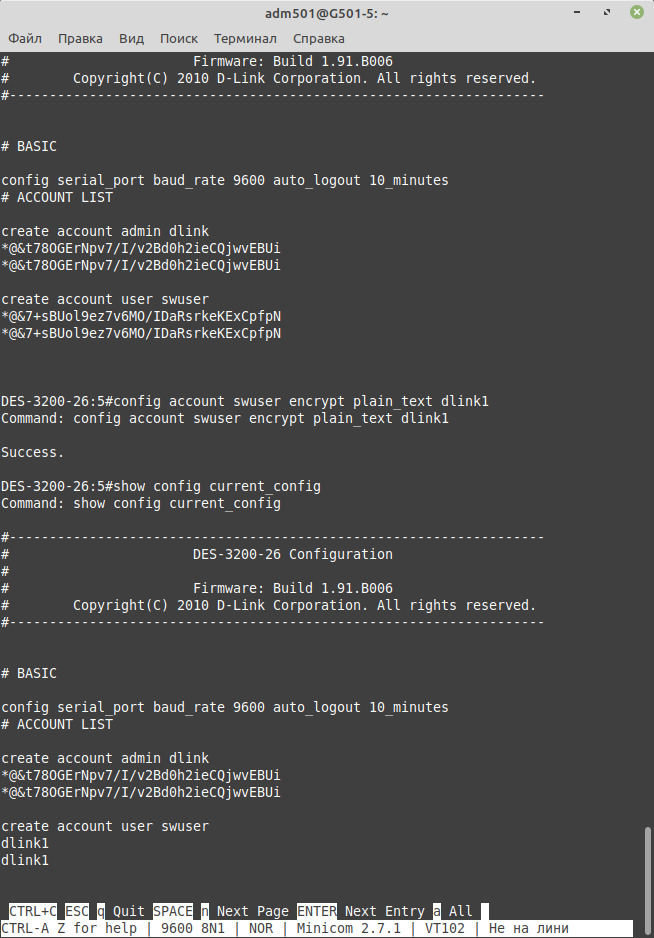 adm501@G501-5: ~
Файл Правка Вид Поиск Терминал Справка
# Firmware: Build 1.91.B006
# Copyright(C) 2010 D-Link Corporation. All rights reserved.
#-------------------------------------------------------------------
# BASIC
config serial_port baud_rate 9600 auto_logout 10_minutes
# ACCOUNT LIST
create account admin dlink
*@&t78OGErNpv7/I/v2Bd0h2ieCQjwvEBUi
*@&t78OGErNpv7/I/v2Bd0h2ieCQjwvEBUi
create account user swuser
*@&7+sBUol9ez7v6MO/IDaRsrkeKExCpfpN
*@&7+sBUol9ez7v6MO/IDaRsrkeKExCpfpN
DES-3200-26:5#config account swuser encrypt plain_text dlink1
Command: config account swuser encrypt plain_text dlink1
Success.
DES-3200-26:5#show config current_config
Command: show config current_config
#-------------------------------------------------------------------
# DES-3200-26 Configuration
#
# Firmware: Build 1.91.B006
# Copyright(C) 2010 D-Link Corporation. All rights reserved.
#-------------------------------------------------------------------
# BASIC
config serial_port baud_rate 9600 auto_logout 10_minutes
# ACCOUNT LIST
create account admin dlink
*@&t78OGErNpv7/I/v2Bd0h2ieCQjwvEBUi
*@&t78OGErNpv7/I/v2Bd0h2ieCQjwvEBUi
create account user swuser
dlink1
dlink1
CTRL+C ESC q Quit SPACE n Next Page ENTER Next Entry a All
CTRL-A Z for help | 9600 8N1 | NOR | Minicom 2.7.1 | VT102 | Не на лини